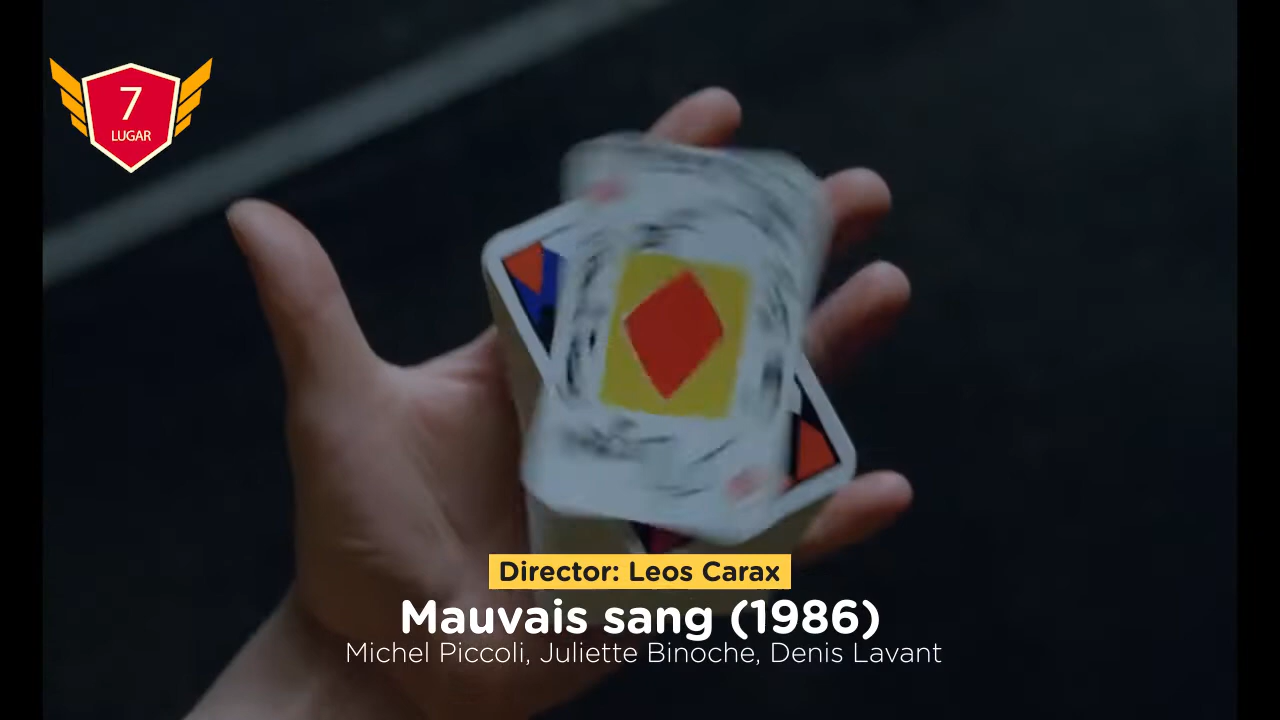 7
LUGAR
Director: Leos Carax
Mauvais sang (1986)
Michel Piccoli, Juliette Binoche, Denis Lavant